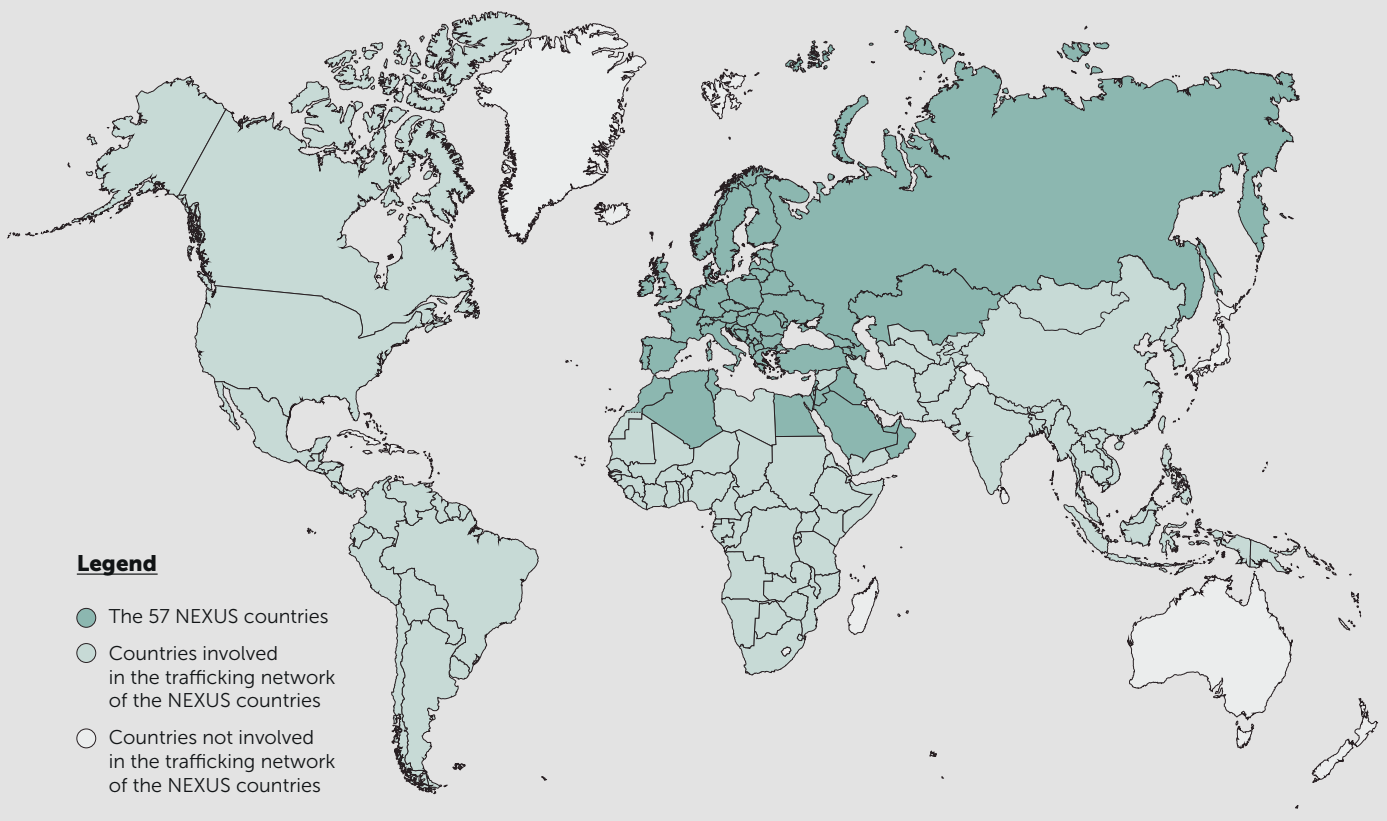 Legend
The 57 NEXUS countries
Countries involved
in the trafficking network
of the NEXUS countries
Countries not involved
in the trafficking network
of the NEXUS countries